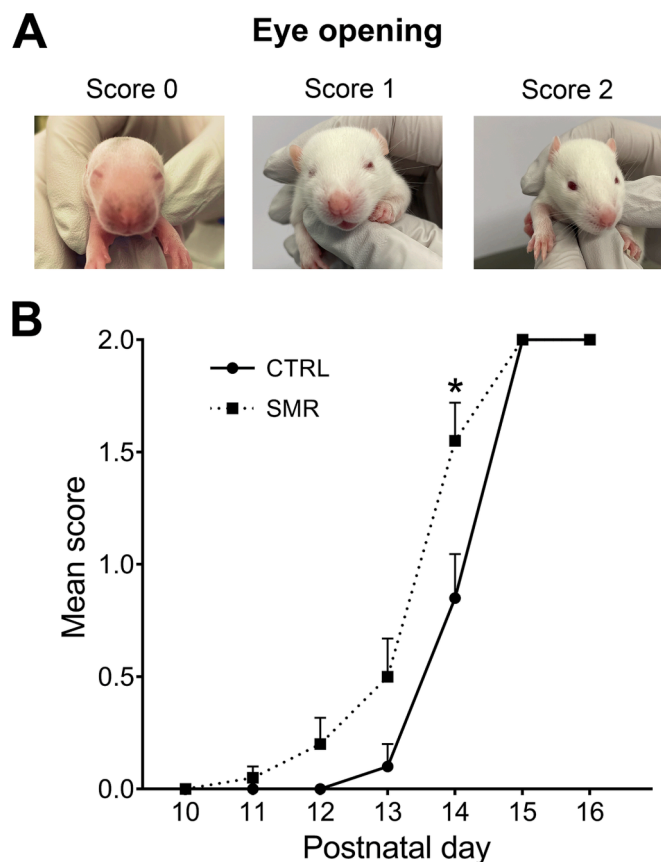 A
Eye opening
Score 0
Score 1
Score 2
B
2.0
1.5
1.0
0.5
0.0
Mean score
CTRL
SMR
*
10 11 12 13 14 15 16
Postnatal day